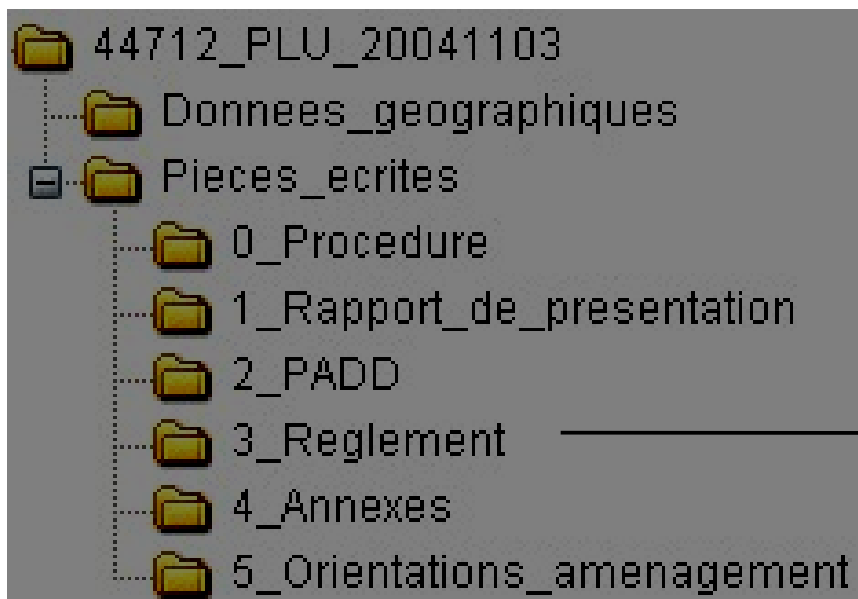 44712_PLU_20041103
Donnees_geographiques
Pieces_ecrites
0_Procedure
1_Rapport_de_presentation
2_PADD
3_Reglement
4_Annexes
5_Orientations_amenagement